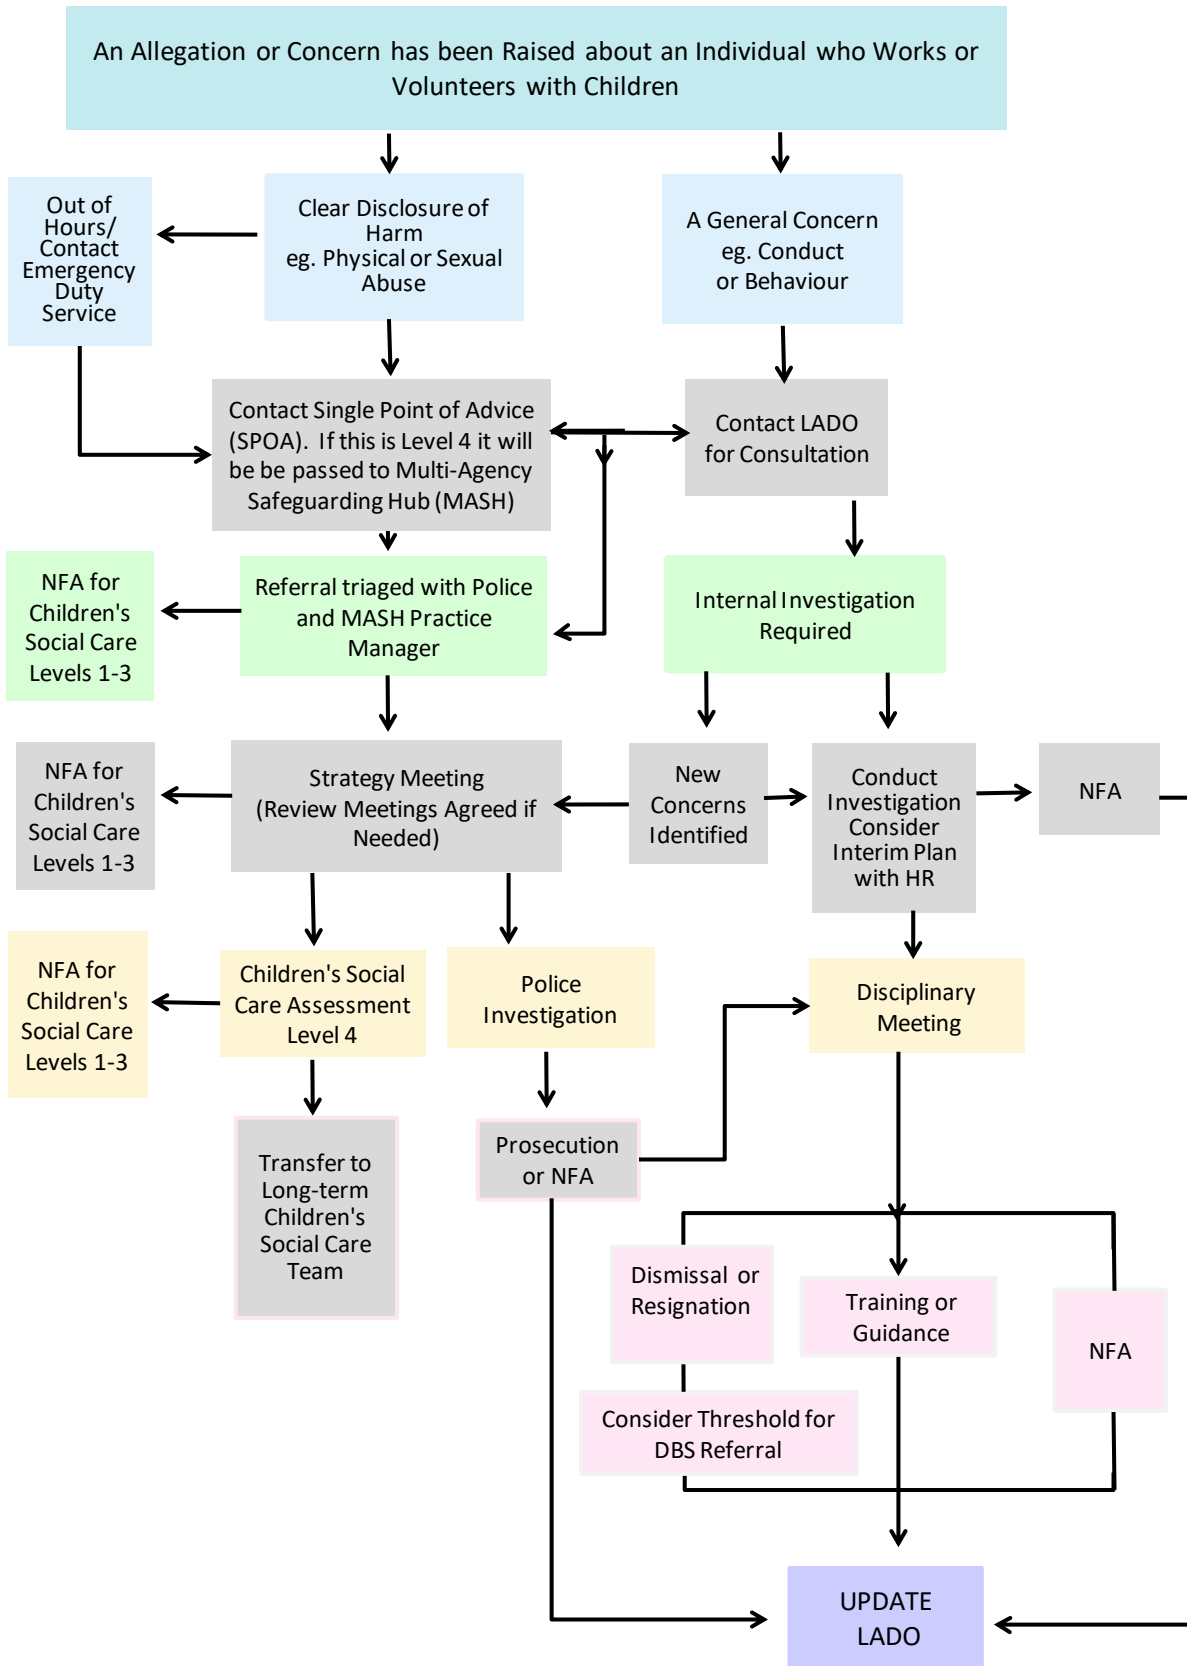 An Allegation or Concern has been Raised about an Individual who Works or
Volunteers with Children
Out of
Hours/
Contact
Emergency
Duty
Service
Clear Disclosure of
Harm
eg. Physical or Sexual
Abuse
A General Concern
eg. Conduct
or Behaviour
Contact Single Point of Advice
(SPOA). If this is Level 4 it will
be be passed to Multi-Agency
Safeguarding Hub (MASH)
Contact LADO
for Consultation
NFA for
Children's
Social Care
Levels 1-3
Referral triaged with Police
and MASH Practice
Manager
Internal Investigation
Required
NFA for
Children's
Social Care
Levels 1-3
Strategy Meeting
(Review Meetings Agreed if
Needed)
New
Concerns
Identified
Conduct
Investigation
Consider
Interim Plan
with HR
NFA
NFA for
Children's
Social Care
Levels 1-3
Children's Social
Care Assessment
Level 4
Police
Investigation
Disciplinary
Meeting
Transfer to
Long-term
Children's
Social Care
Team
Prosecution
or NFA
Dismissal or
Resignation
Training or
Guidance
NFA
Consider Threshold for
DBS Referral
UPDATE
LADO